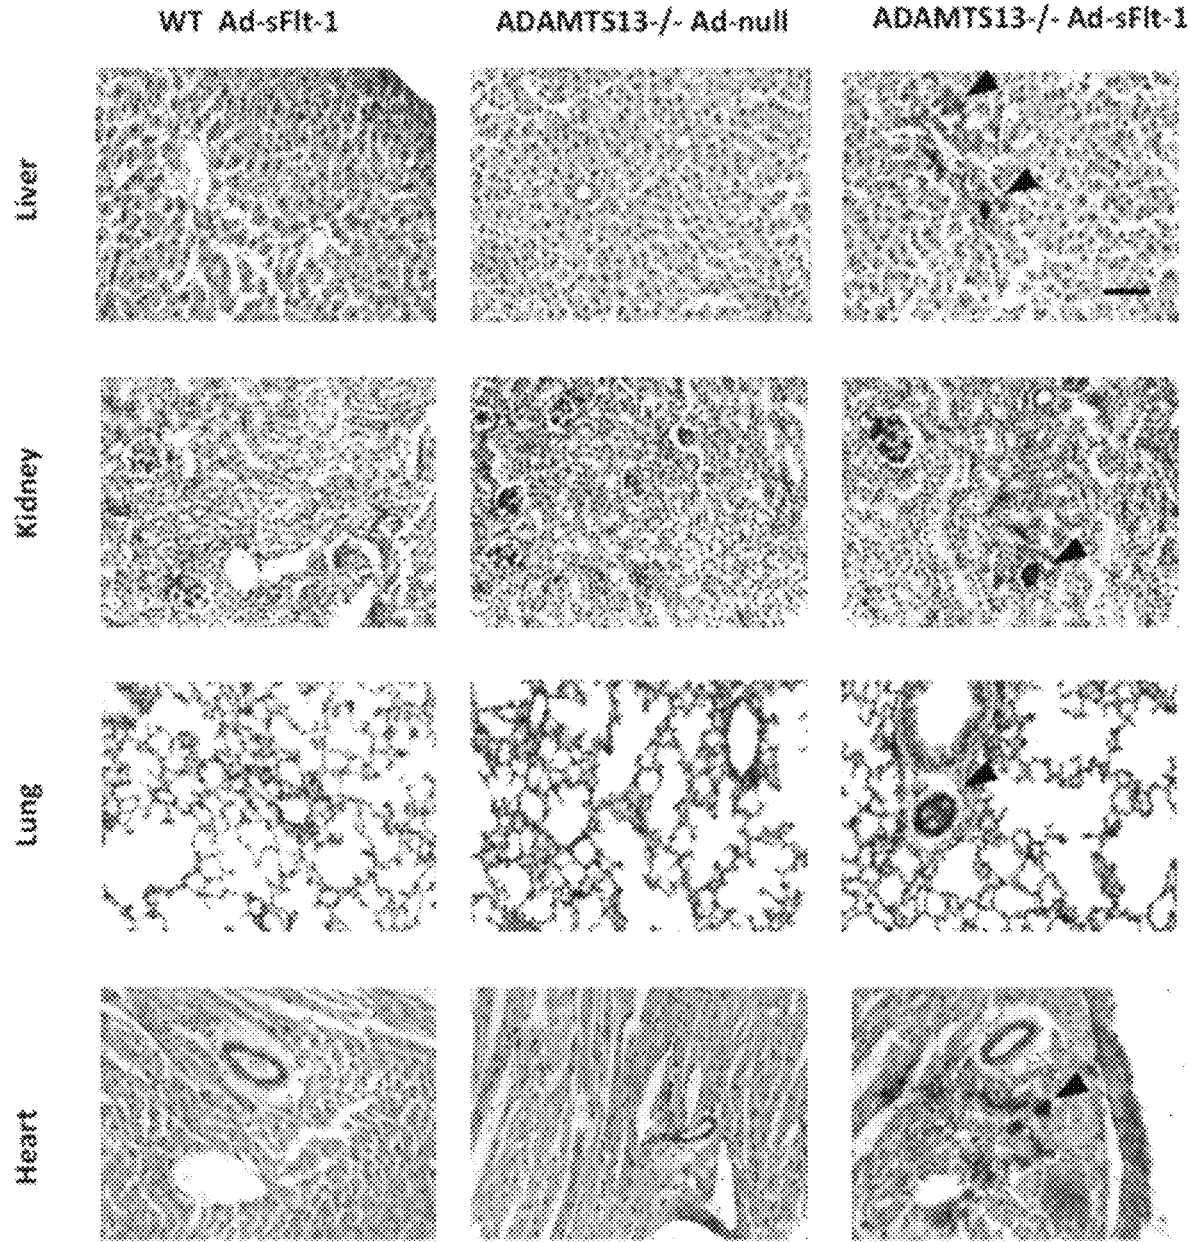 WT Ad-sFlt-1 ADAMTS13-/- Ad-null ADAMTS13-/- Ad-sFlt-1
Liver
Kidney
Lung
Heart